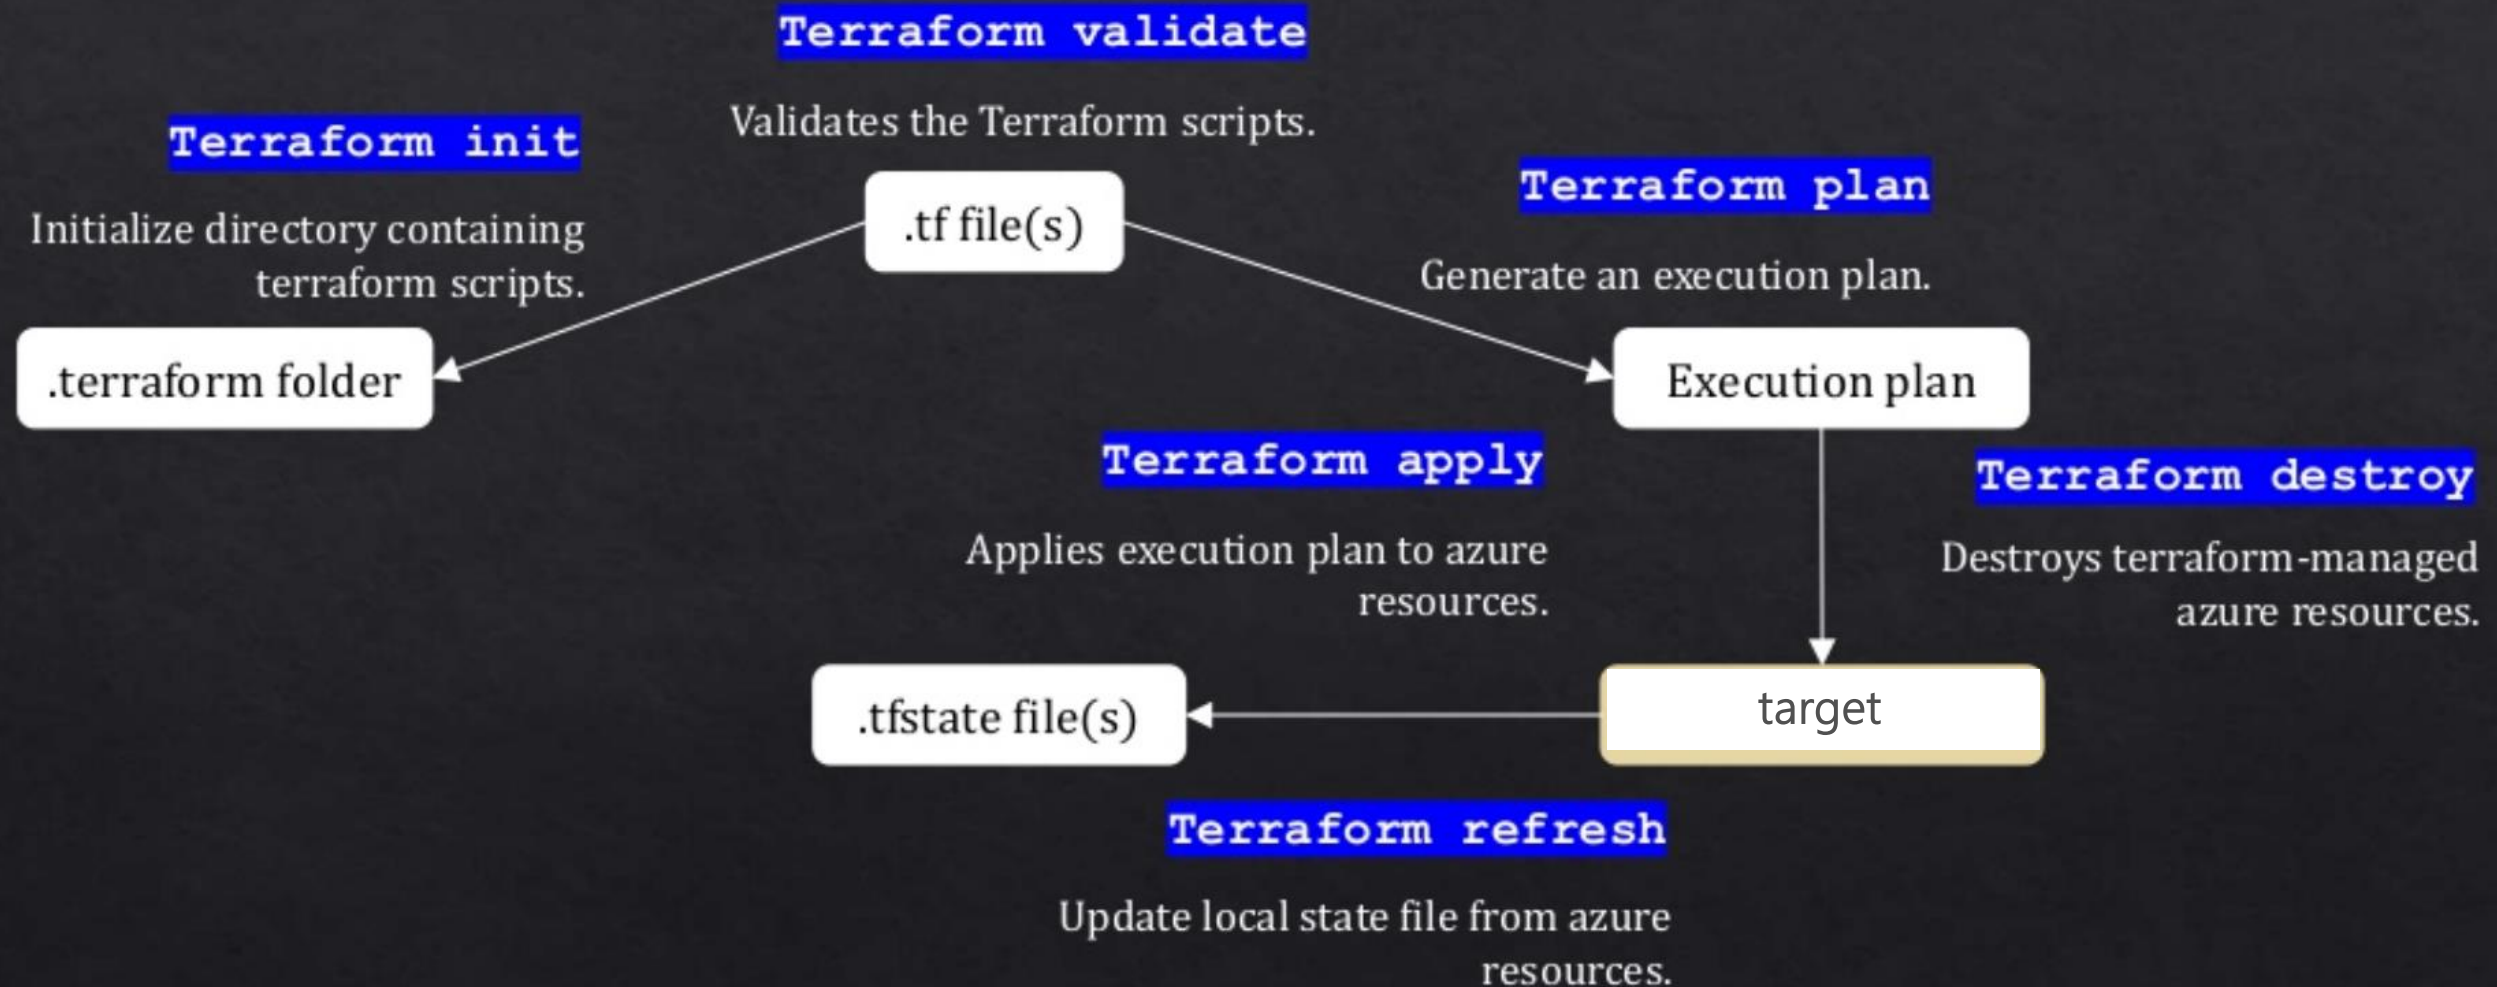 Terraform validate
Validates the Terraform scripts.
Terraform init
Initialize directory containing
terraform scripts.
.tf file(s)
Terraform plan
Generate an execution plan.
.terraform folder
Execution plan
Terraform apply
Applies execution plan to azure
resources.
Terraform destroy
Destroys terraform-managed
azure resources.
.tfstate file(s)
target
Terraform refresh
Update local state file from azure
resources.